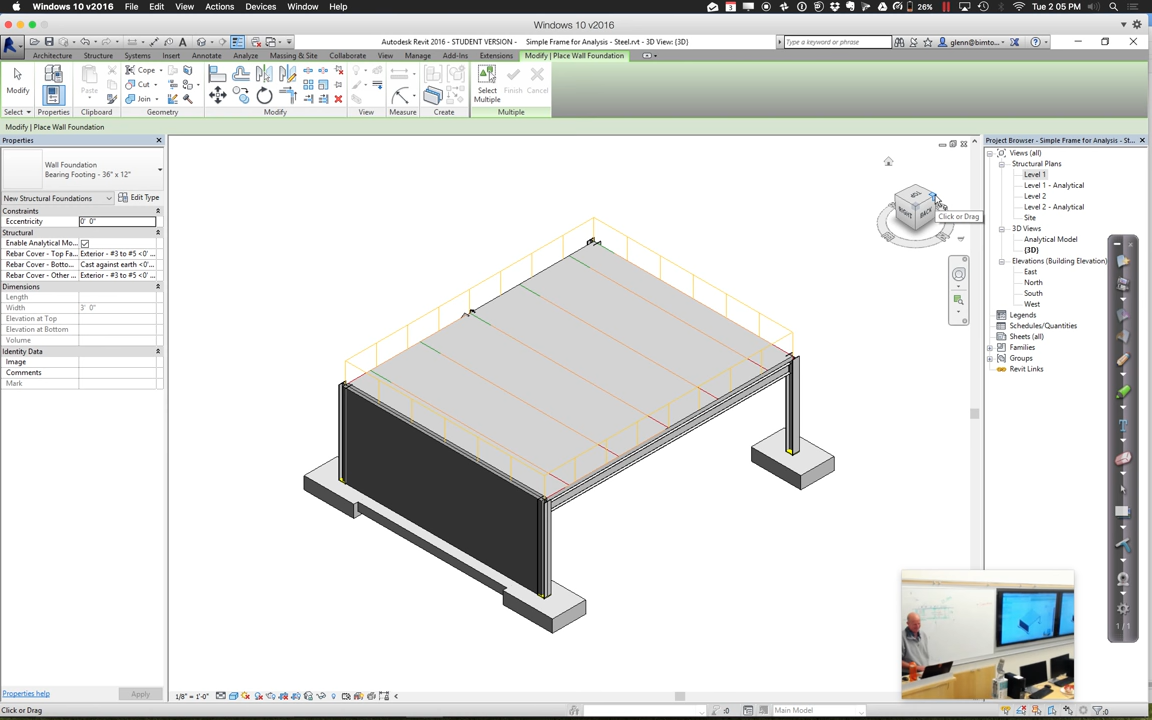 Windows 10 v2016 File Edit View Actions Devices Window Help 26% Tue 2 05 PM
Windows 10 v2016
Autodesk Revit 2016 - STUDENT VERSION - Simple Frame for Analysis - Steel.rvt - 3D View: {3D}
Type a keyword or phrase
glenn@bimto...
Architecture Structure Systems Insert Annotate Analyze Massing & Site Collaborate View Manage Add-Ins Extensions Modify | Place Wall Foundation
Cope
Cut
Join
Modify
Paste
Select Multiple
Finish
Cancel
Select Properties Clipboard Geometry Modify View Measure Create Multiple
Modify | Place Wall Foundation
Properties
Wall Foundation
Bearing Footing - 36" x 12"
New Structural Foundations
Edit Type
Constraints
Eccentricity 0' 0"
Structural
Enable Analytical Mo...
Rebar Cover - Top Fa... Exterior - #3 to #5 <0' ...
Rebar Cover - Botto... Cast against earth <0'...
Rebar Cover - Other ... Exterior - #3 to #5 <0' ...
Dimensions
Length
Width 3' 0"
Elevation at Top
Elevation at Bottom
Volume
Identity Data
Image
Comments
Mark
Properties help
Apply
RIGHT
BACK
Click or Drag
Project Browser - Simple Frame for Analysis - St...
Views (all)
Structural Plans
Level 1
Level 1 - Analytical
Level 2
Level 2 - Analytical
Site
3D Views
Analytical Model
{3D}
Elevations (Building Elevation)
East
North
South
West
Legends
Schedules/Quantities
Sheets (all)
Families
Groups
Revit Links
1/1
1/8" = 1'-0"
Click or Drag
:0
Main Model
:0